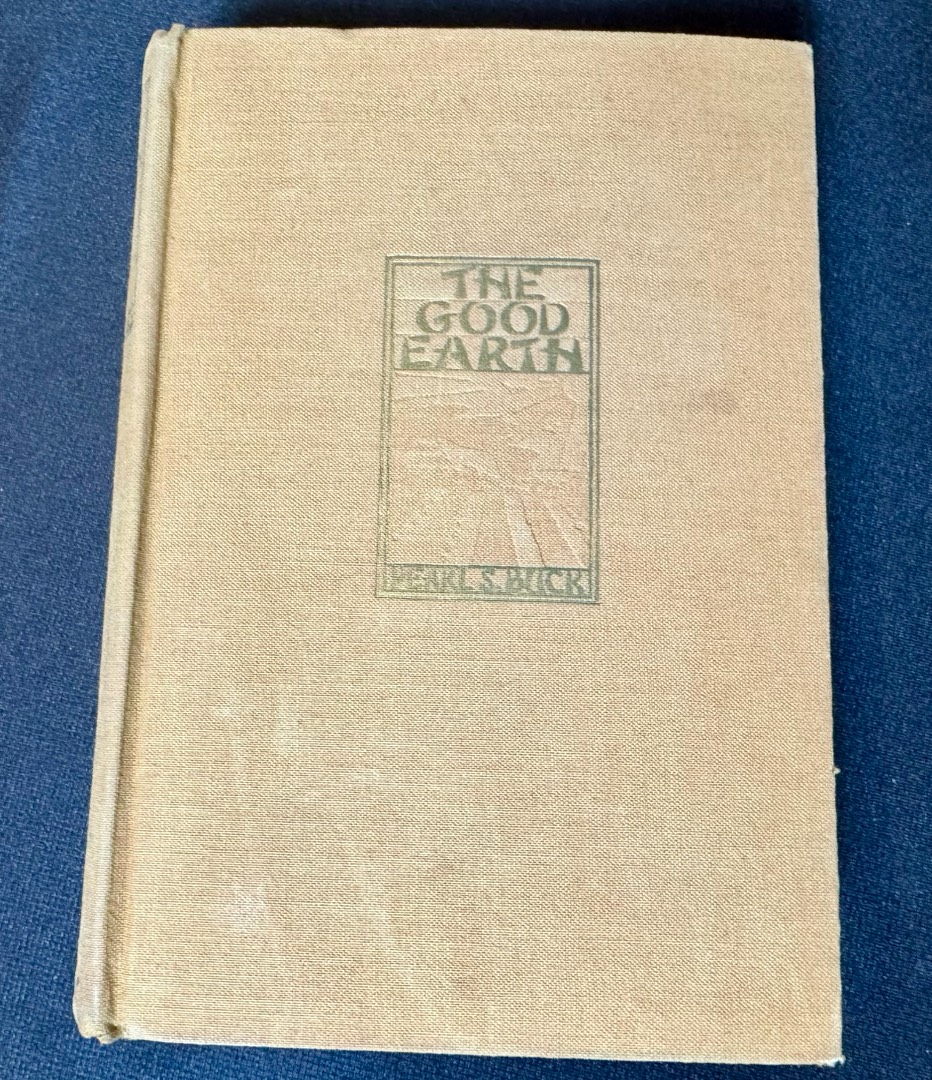 THE
GOOD
EARTH
PEARL S. BUCK